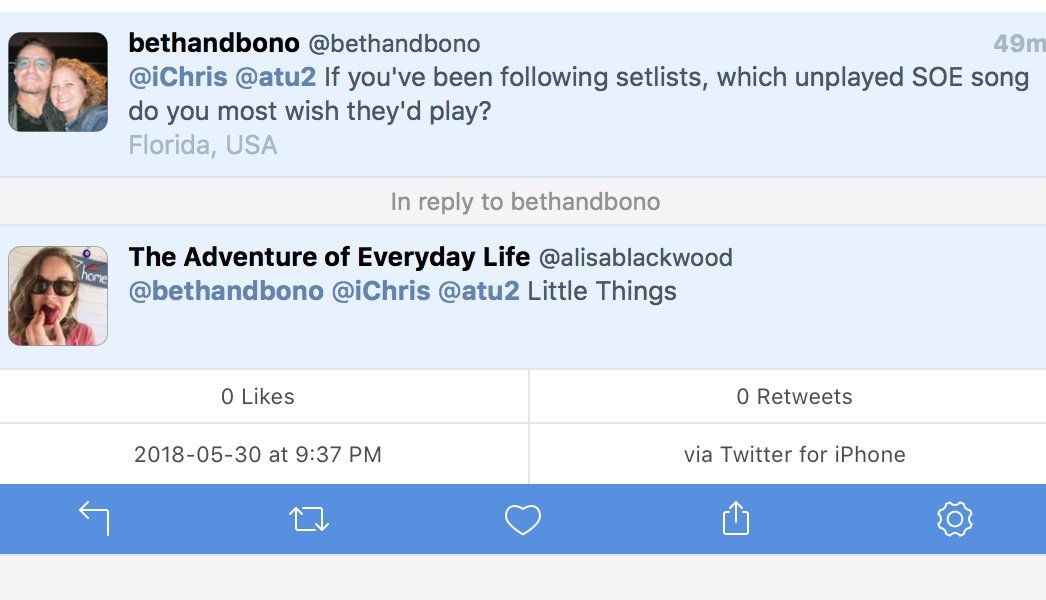 bethandbono @bethandbono 49m
@iChris @atu2 If you've been following setlists, which unplayed SOE song
do you most wish they'd play?
Florida, USA
In reply to bethandbono
The Adventure of Everyday Life @alisablackwood
@bethandbono @iChris @atu2 Little Things
0 Likes
0 Retweets
2018-05-30 at 9:37 PM
via Twitter for iPhone